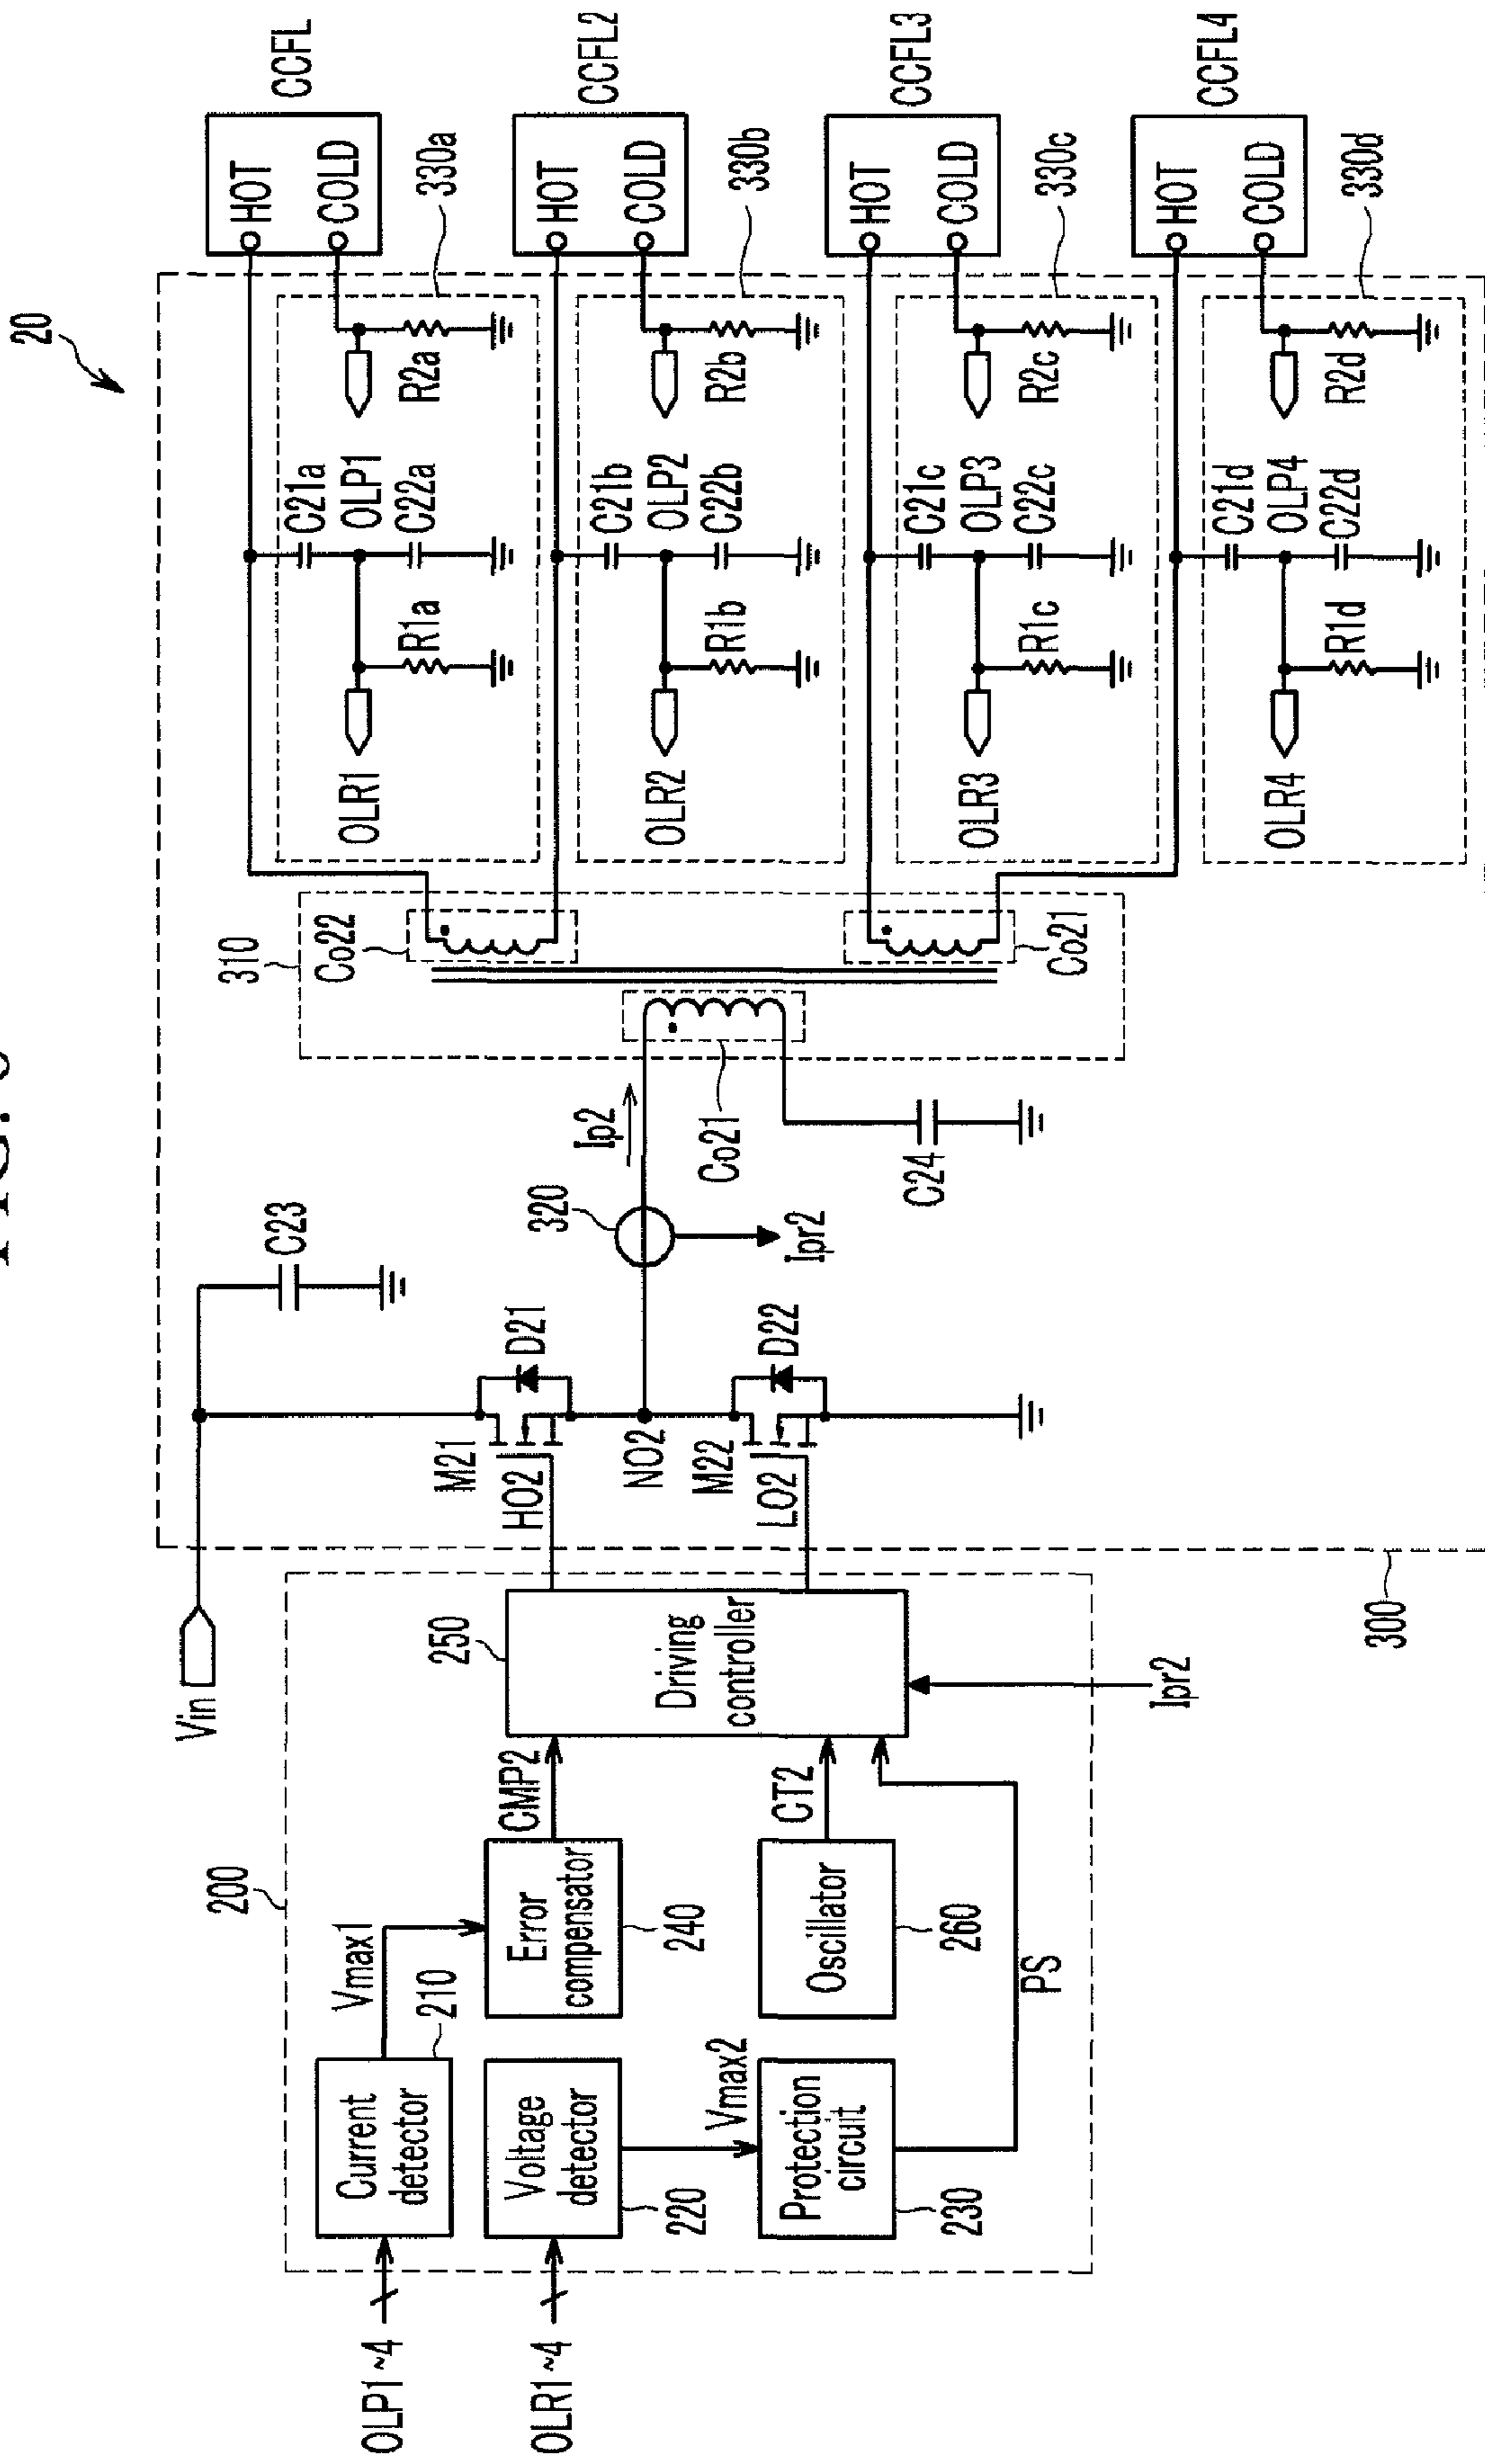 20
Vin
C23
CCFL
HOT
COLD
330a
C21a
OLP1
C22a
R1a
R2a
OLR1
CCFL2
HOT
COLD
330b
C21b
OLP2
C22b
R1b
R2b
OLR2
CCFL3
HOT
COLD
330c
C21c
OLP3
C22c
R1c
R2c
OLR3
CCFL4
HOT
COLD
330d
C21d
OLP4
C22d
R1d
R2d
OLR4
310
Co22
Co21
Co21
Ip2
320
Ipr2
C24
M21
D21
HO2
NO2
M22
D22
LO2
300
200
250
Driving
controller
CMP2
CT2
Ipr2
PS
Vmax1
210
Current
detector
Error
compensator
240
Voltage
detector
220
Vmax2
Oscillator
260
Protection
circuit
230
OLP1~4
OLR1~4